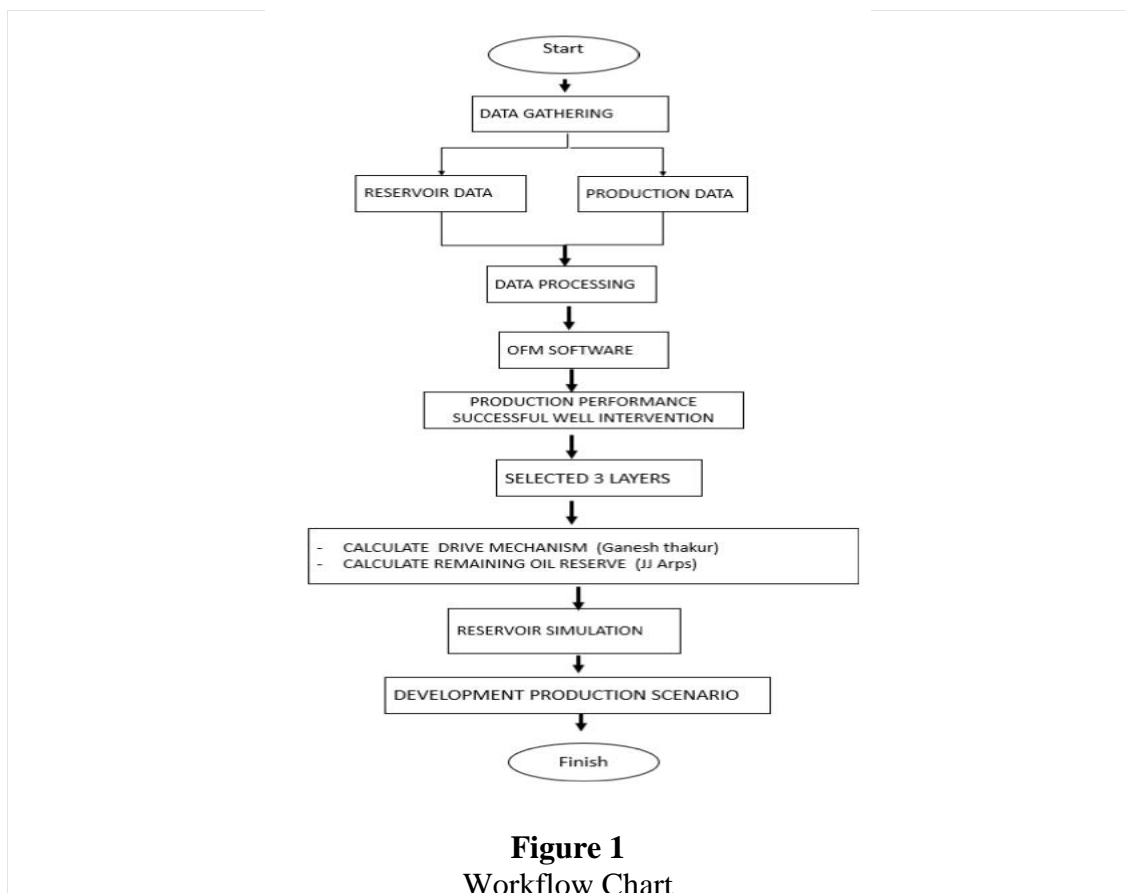 Start
DATA GATHERING
RESERVOIR DATA
PRODUCTION DATA
DATA PROCESSING
OFM SOFTWARE
PRODUCTION PERFORMANCE
SUCCESSFUL WELL INTERVENTION
SELECTED 3 LAYERS
- CALCULATE DRIVE MECHANISM (Ganesh thakur)
- CALCULATE REMAINING OIL RESERVE (JJ Arps)
RESERVOIR SIMULATION
DEVELOPMENT PRODUCTION SCENARIO
Finish
Figure 1
Workflow Chart